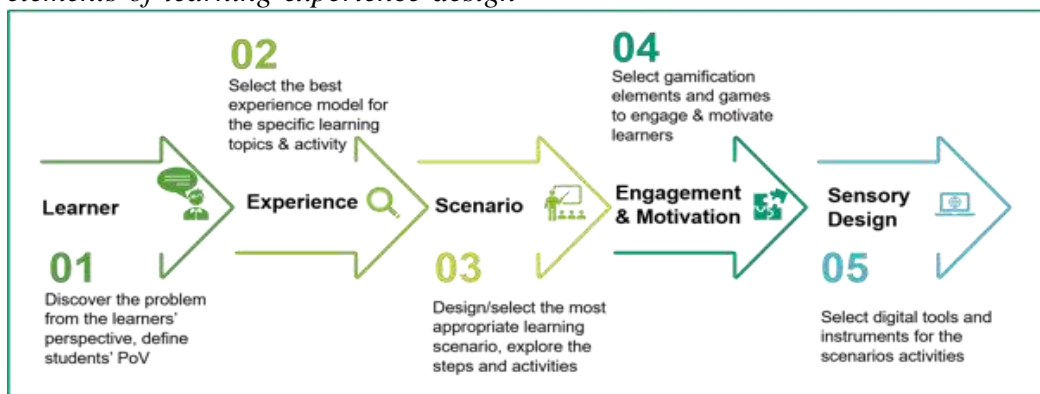 elements of learning experience design
01
Learner
Discover the problem
from the learners'
perspective, define
students' PoV
02
Select the best
experience model for
the specific learning
topics & activity
Experience
Scenario
03
Design/select the most
appropriate learning
scenario, explore the
steps and activities
04
Select gamification
elements and games
to engage & motivate
learners
Engagement
& Motivation
Sensory
Design
05
Select digital tools and
instruments for the
scenarios activities